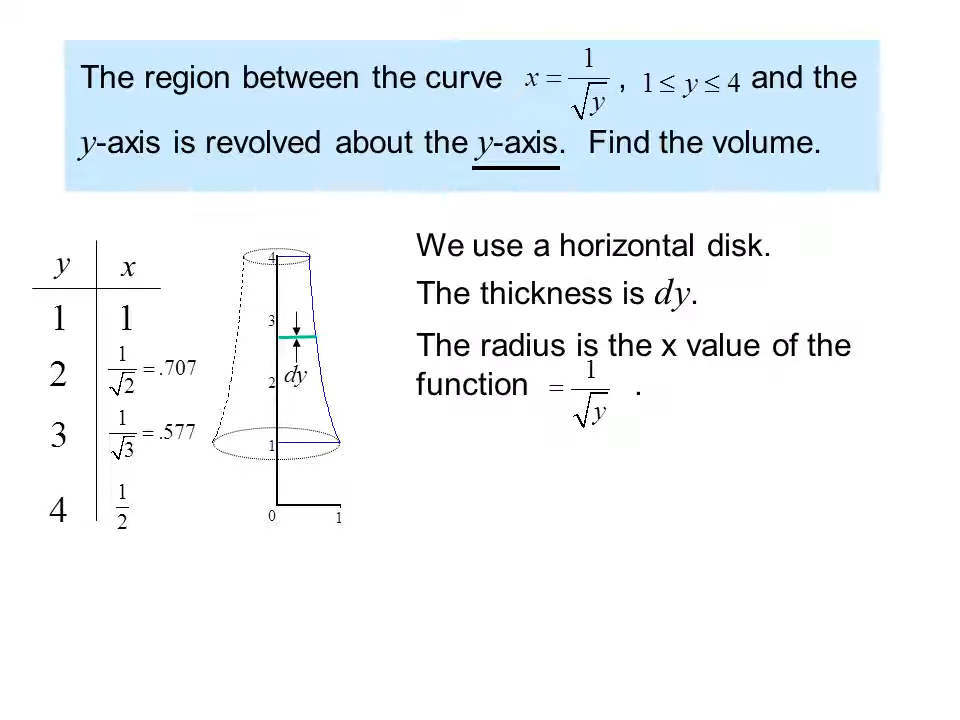 The region between the curve x = 1/√y , 1 ≤ y ≤ 4 and the
y-axis is revolved about the y-axis. Find the volume.
y x
1 1
2 1/√2 = .707
3 1/√3 = .577
4 1/2
4
3
2 dy
1
0 1
We use a horizontal disk.
The thickness is dy.
The radius is the x value of the
function = 1/√y .